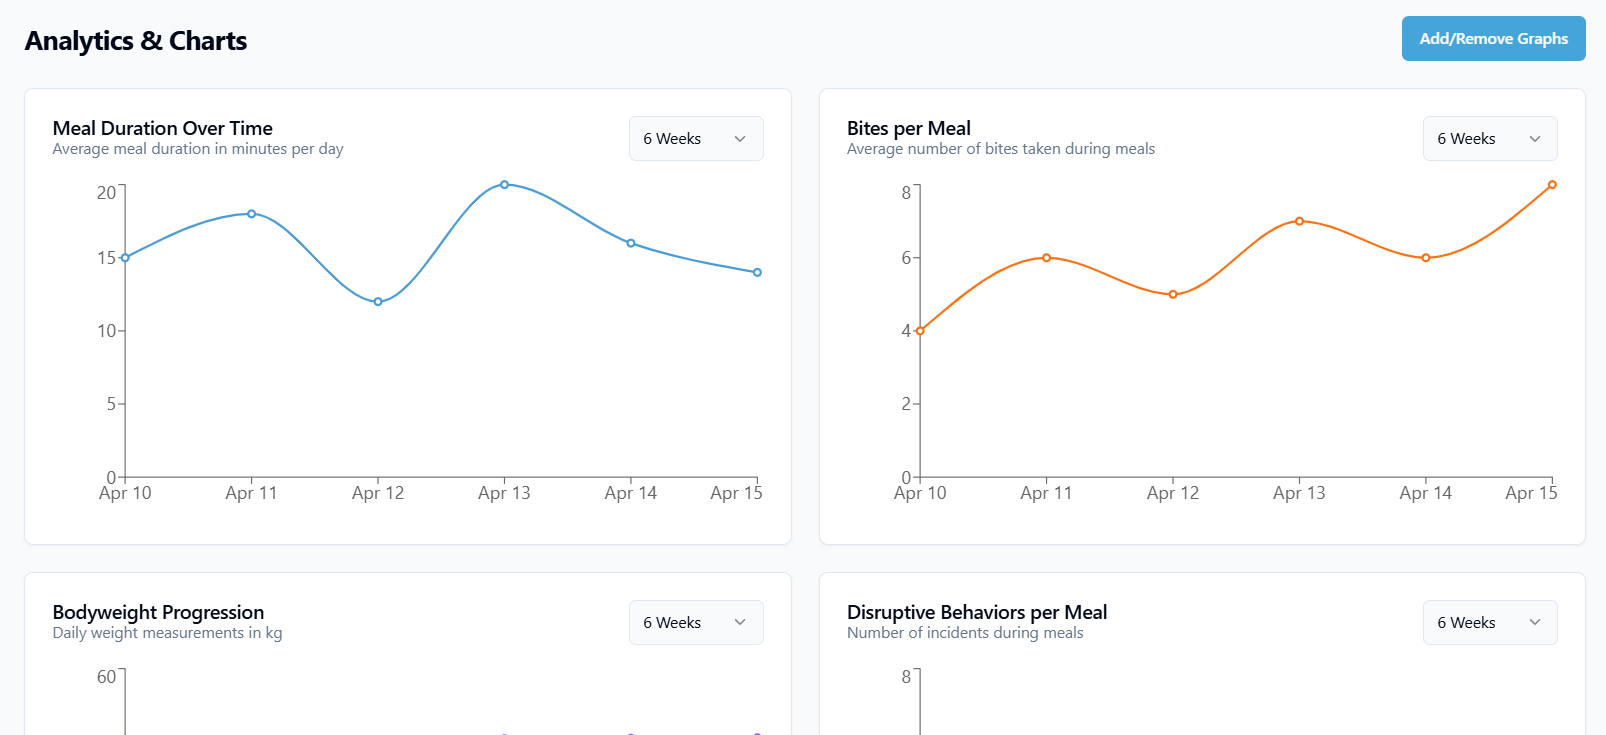 Analytics & Charts
Add/Remove Graphs
Meal Duration Over Time
Average meal duration in minutes per day
6 Weeks
20
15
10
5
0
Apr 10 Apr 11 Apr 12 Apr 13 Apr 14 Apr 15
Bites per Meal
Average number of bites taken during meals
6 Weeks
8
6
4
2
0
Apr 10 Apr 11 Apr 12 Apr 13 Apr 14 Apr 15
Bodyweight Progression
Daily weight measurements in kg
6 Weeks
60
Disruptive Behaviors per Meal
Number of incidents during meals
6 Weeks
8